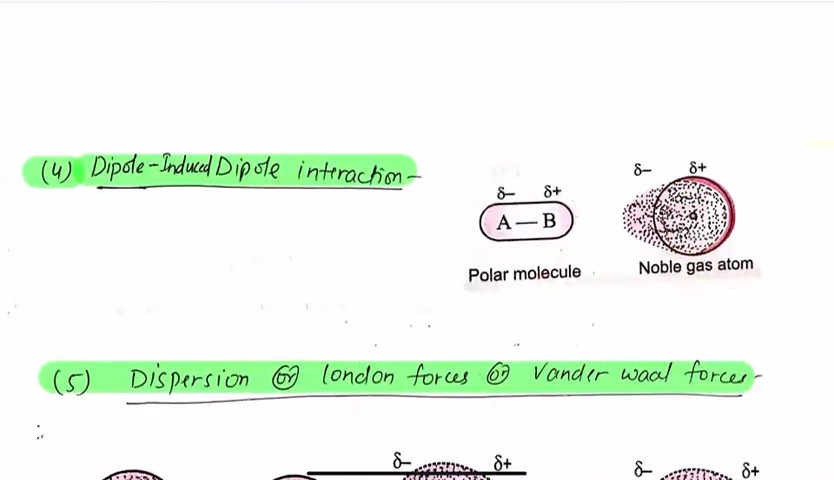 (4) Dipole-Induced Dipole interaction-
δ– δ+
A — B
Polar molecule
δ– δ+
Noble gas atom
(5) Dispersion or london forces or Vander waal forces-
δ– δ+
δ– δ+